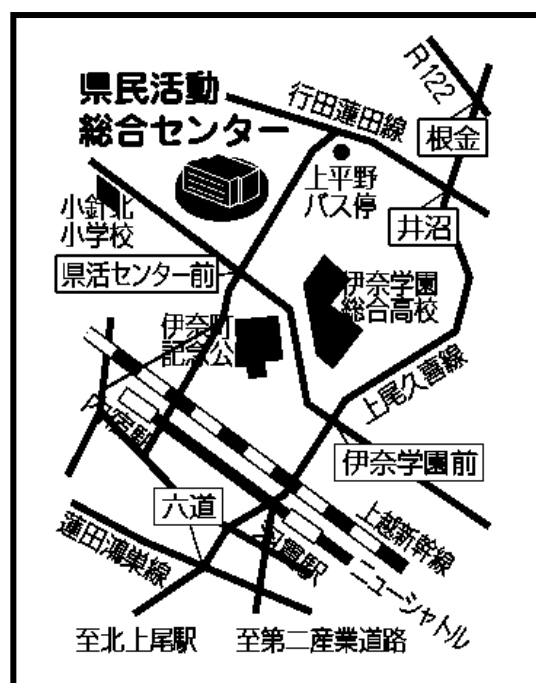 県民活動
総合センター
行田蓮田線
R122
根金
上平野
バス停
井沼
小針北
小学校
県活センター前
伊奈学園
総合高校
伊奈町
記念公
上尾久喜線
伊奈学園前
六道
上越新幹線
蓮田鴻巣線
ニューシャトル
至北上尾駅
至第二産業道路